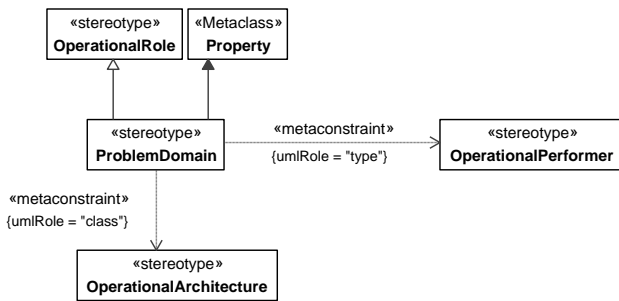 «stereotype»
OperationalRole
«Metaclass»
Property
«stereotype»
ProblemDomain
«metaconstraint»
{umlRole = "type"}
«stereotype»
OperationalPerformer
«metaconstraint»
{umlRole = "class"}
«stereotype»
OperationalArchitecture